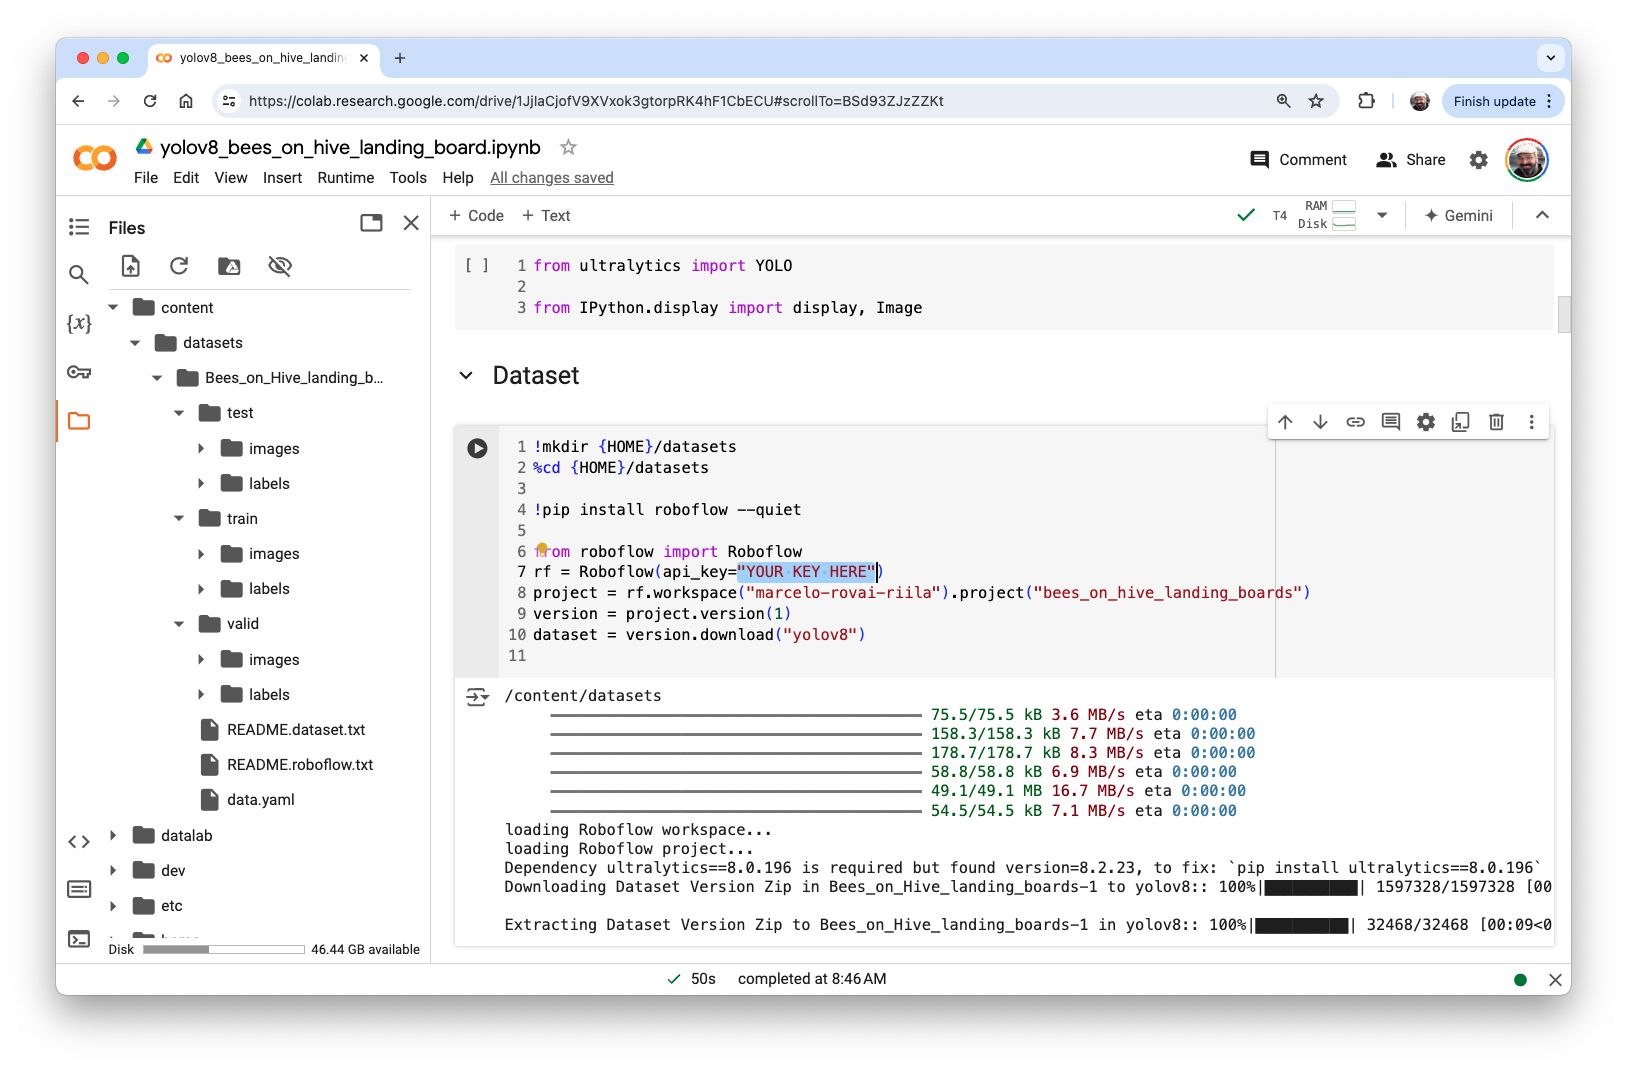 yolov8_bees_on_hive_landin
https://colab.research.google.com/drive/1JjlaCjofV9XVxok3gtorpRK4hF1CbECU#scrollTo=BSd93ZJzZZKt
Finish update
yolov8_bees_on_hive_landing_board.ipynb
Comment
Share
File Edit View Insert Runtime Tools Help All changes saved
Files
+ Code + Text
T4
RAM
Disk
Gemini
{x}
content
datasets
Bees_on_Hive_landing_b...
test
images
labels
train
images
labels
valid
images
labels
README.dataset.txt
README.roboflow.txt
data.yaml
datalab
dev
etc
Disk 46.44 GB available
[ ] 1 from ultralytics import YOLO
2
3 from IPython.display import display, Image
Dataset
1 !mkdir {HOME}/datasets
2 %cd {HOME}/datasets
3
4 !pip install roboflow --quiet
5
6 from roboflow import Roboflow
7 rf = Roboflow(api_key="YOUR KEY HERE")
8 project = rf.workspace("marcelo-rovai-riila").project("bees_on_hive_landing_boards")
9 version = project.version(1)
10 dataset = version.download("yolov8")
11
/content/datasets
75.5/75.5 kB 3.6 MB/s eta 0:00:00
158.3/158.3 kB 7.7 MB/s eta 0:00:00
178.7/178.7 kB 8.3 MB/s eta 0:00:00
58.8/58.8 kB 6.9 MB/s eta 0:00:00
49.1/49.1 MB 16.7 MB/s eta 0:00:00
54.5/54.5 kB 7.1 MB/s eta 0:00:00
loading Roboflow workspace...
loading Roboflow project...
Dependency ultralytics==8.0.196 is required but found version=8.2.23, to fix: `pip install ultralytics==8.0.196`
Downloading Dataset Version Zip in Bees_on_Hive_landing_boards-1 to yolov8:: 100%|██████████| 1597328/1597328 [00
Extracting Dataset Version Zip to Bees_on_Hive_landing_boards-1 in yolov8:: 100%|██████████| 32468/32468 [00:09<0
50s completed at 8:46 AM